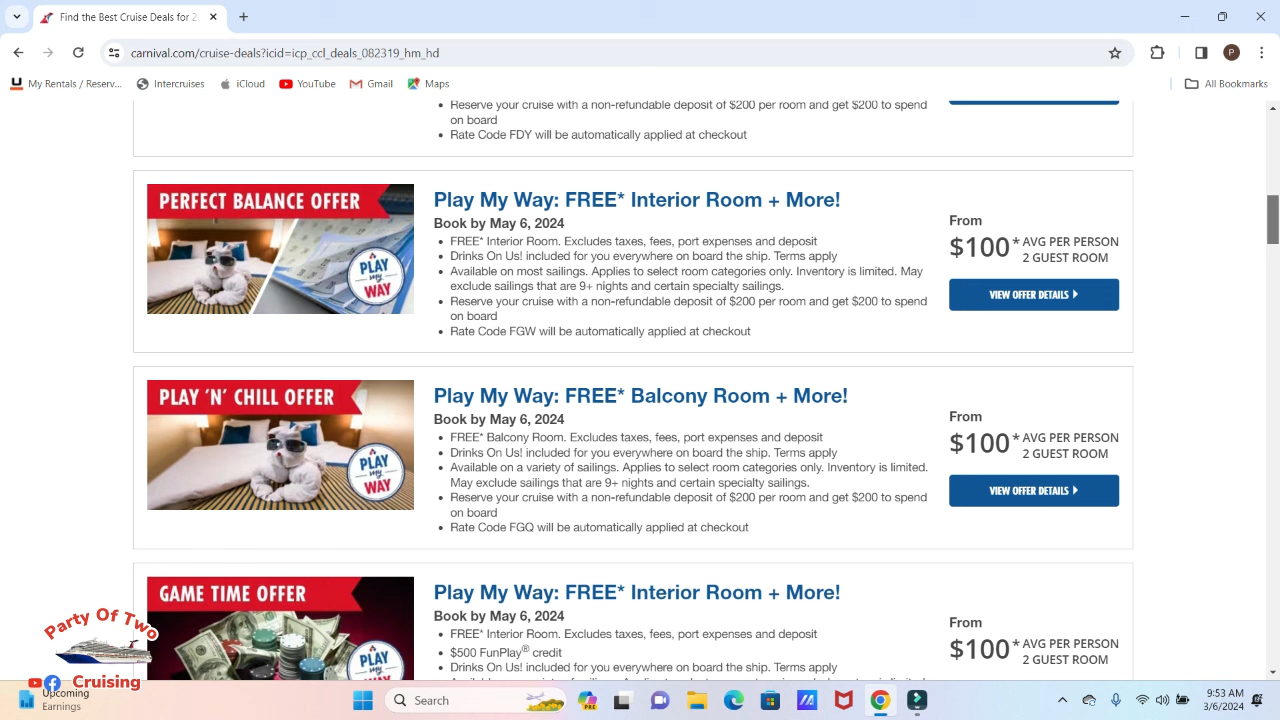 Find the Best Cruise Deals for 2
carnival.com/cruise-deals?icid=icp_ccl_deals_082319_hm_hd
P
My Rentals / Reserv...
Intercruises
iCloud
YouTube
Gmail
Maps
All Bookmarks
Reserve your cruise with a non-refundable deposit of $200 per room and get $200 to spend
on board
Rate Code FDY will be automatically applied at checkout
PERFECT BALANCE OFFER
PLAY
my
WAY
Play My Way: FREE* Interior Room + More!
Book by May 6, 2024
FREE* Interior Room. Excludes taxes, fees, port expenses and deposit
Drinks On Us! included for you everywhere on board the ship. Terms apply
Available on most sailings. Applies to select room categories only. Inventory is limited. May
exclude sailings that are 9+ nights and certain specialty sailings.
Reserve your cruise with a non-refundable deposit of $200 per room and get $200 to spend
on board
Rate Code FGW will be automatically applied at checkout
From
$100* AVG PER PERSON
2 GUEST ROOM
VIEW OFFER DETAILS
PLAY 'N' CHILL OFFER
PLAY
my
WAY
Play My Way: FREE* Balcony Room + More!
Book by May 6, 2024
FREE* Balcony Room. Excludes taxes, fees, port expenses and deposit
Drinks On Us! included for you everywhere on board the ship. Terms apply
Available on a variety of sailings. Applies to select room categories only. Inventory is limited.
May exclude sailings that are 9+ nights and certain specialty sailings.
Reserve your cruise with a non-refundable deposit of $200 per room and get $200 to spend
on board
Rate Code FGQ will be automatically applied at checkout
From
$100* AVG PER PERSON
2 GUEST ROOM
VIEW OFFER DETAILS
GAME TIME OFFER
PLAY
my
Play My Way: FREE* Interior Room + More!
Book by May 6, 2024
FREE* Interior Room. Excludes taxes, fees, port expenses and deposit
$500 FunPlay® credit
Drinks On Us! included for you everywhere on board the ship. Terms apply
From
$100* AVG PER PERSON
2 GUEST ROOM
Party Of Two
Cruising
Upcoming
Earnings
Search
PRE
9:53 AM
3/6/2024